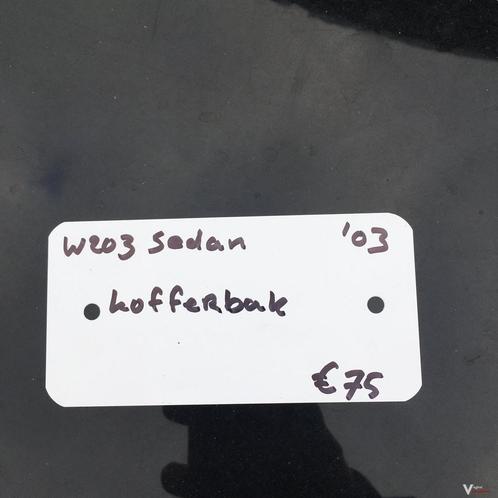 W203 Sedan '03
kofferbak
€75